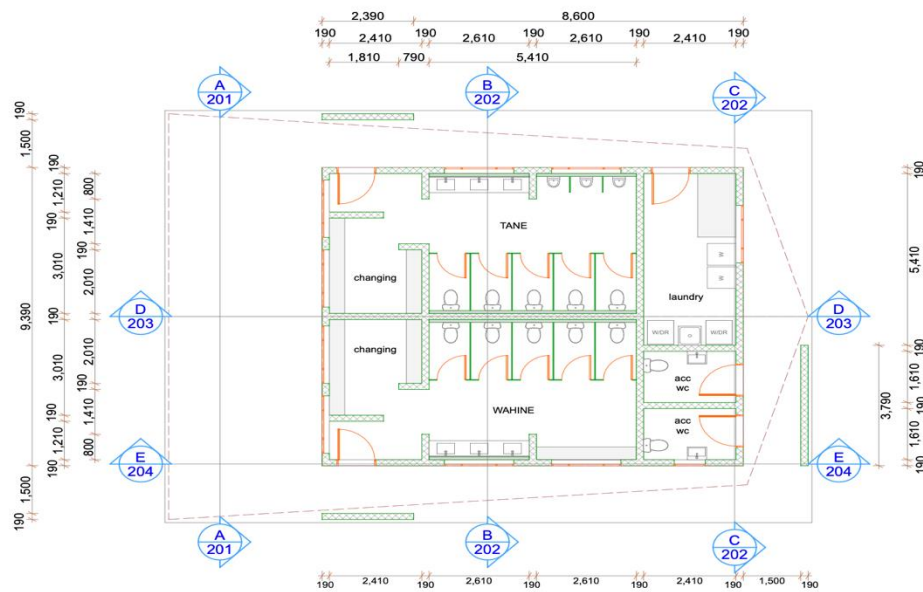 2,390 8,600
190 2,410 190 2,610 190 2,610 190 2,410 190
1,810 790 5,410
A
201
B
202
C
202
190
1,500
190
190
1,210
190
3,010
190
3,010
190
1,210
190
9,390
1,500
190
800
1,410
190
2,010
2,010
190
1,410
800
TANE
changing
laundry
M
M
W/DR
W/DR
changing
WAHINE
acc
wc
acc
wc
D
203
D
203
E
204
E
204
190
5,410
190
1,610
190
1,610
190
3,790
A
201
B
202
C
202
190 2,410 190 2,610 190 2,610 190 2,410 190 1,500 190